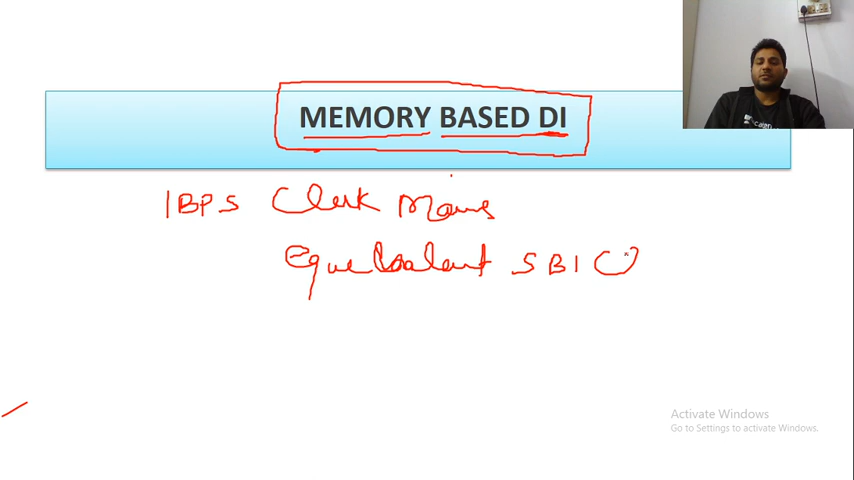 MEMORY BASED DI
IBPS Clerk Mains
Equivalent SBI
Activate Windows
Go to Settings to activate Windows.